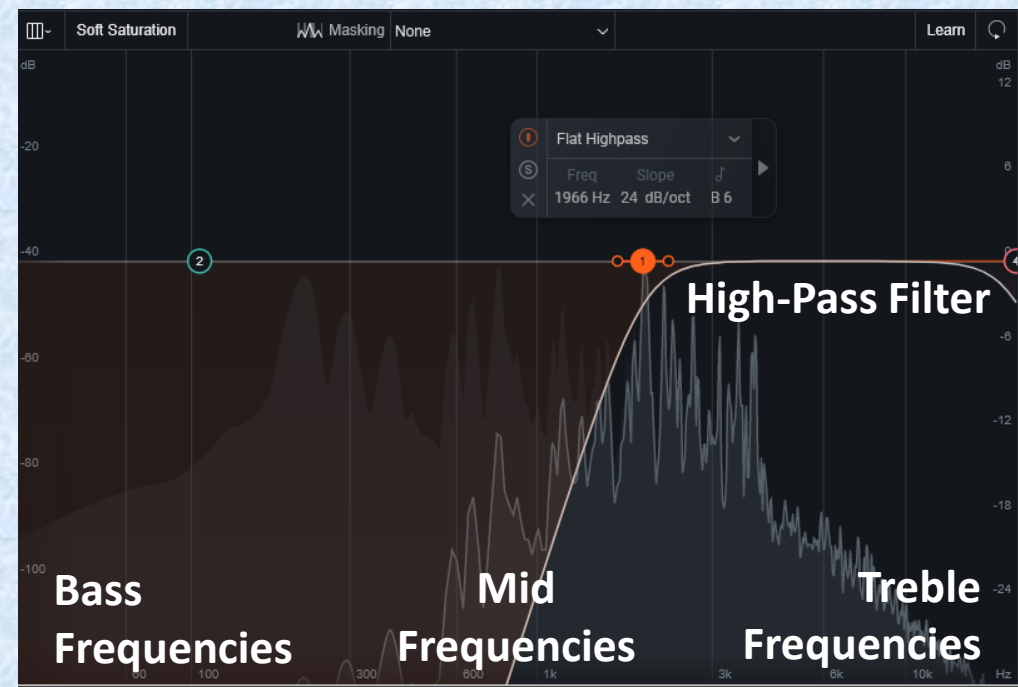 Soft Saturation Masking None Learn
dB dB
12
Flat Highpass
-20
S
6
Freq Slope
1966 Hz 24 dB/oct B 6
-40 0
2 1 4
High-Pass Filter
-6
-60
-12
-80
-18
-100
-24
Bass
Frequencies
Mid
Frequencies
Treble
Frequencies
60 100 300 600 1k 3k 6k 10k Hz